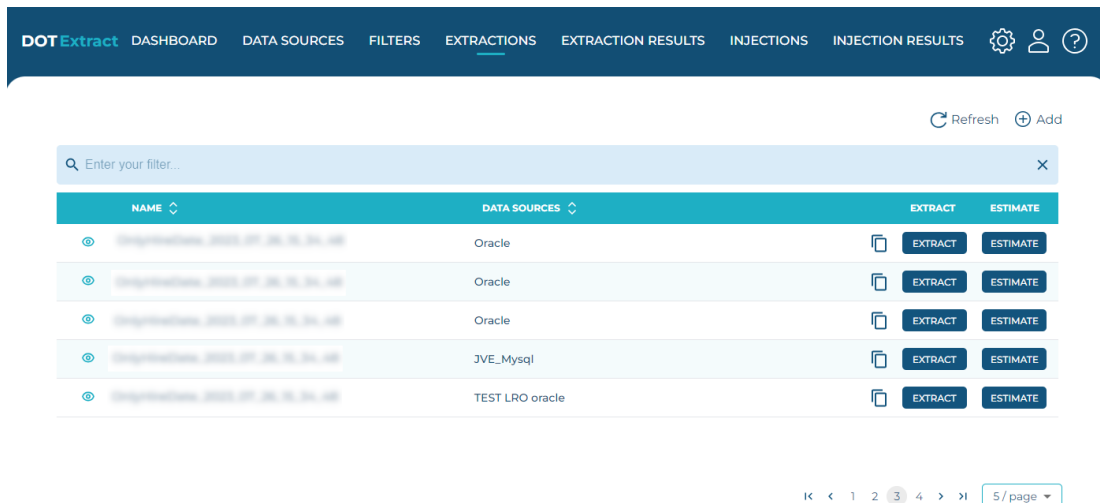 DOTExtract DASHBOARD DATA SOURCES FILTERS EXTRACTIONS EXTRACTION RESULTS INJECTIONS INJECTION RESULTS
Refresh Add
Enter your filter...
NAME DATA SOURCES EXTRACT ESTIMATE
Oracle EXTRACT ESTIMATE
Oracle EXTRACT ESTIMATE
Oracle EXTRACT ESTIMATE
JVE_Mysql EXTRACT ESTIMATE
TEST LRO oracle EXTRACT ESTIMATE
1 2 3 4 5 / page